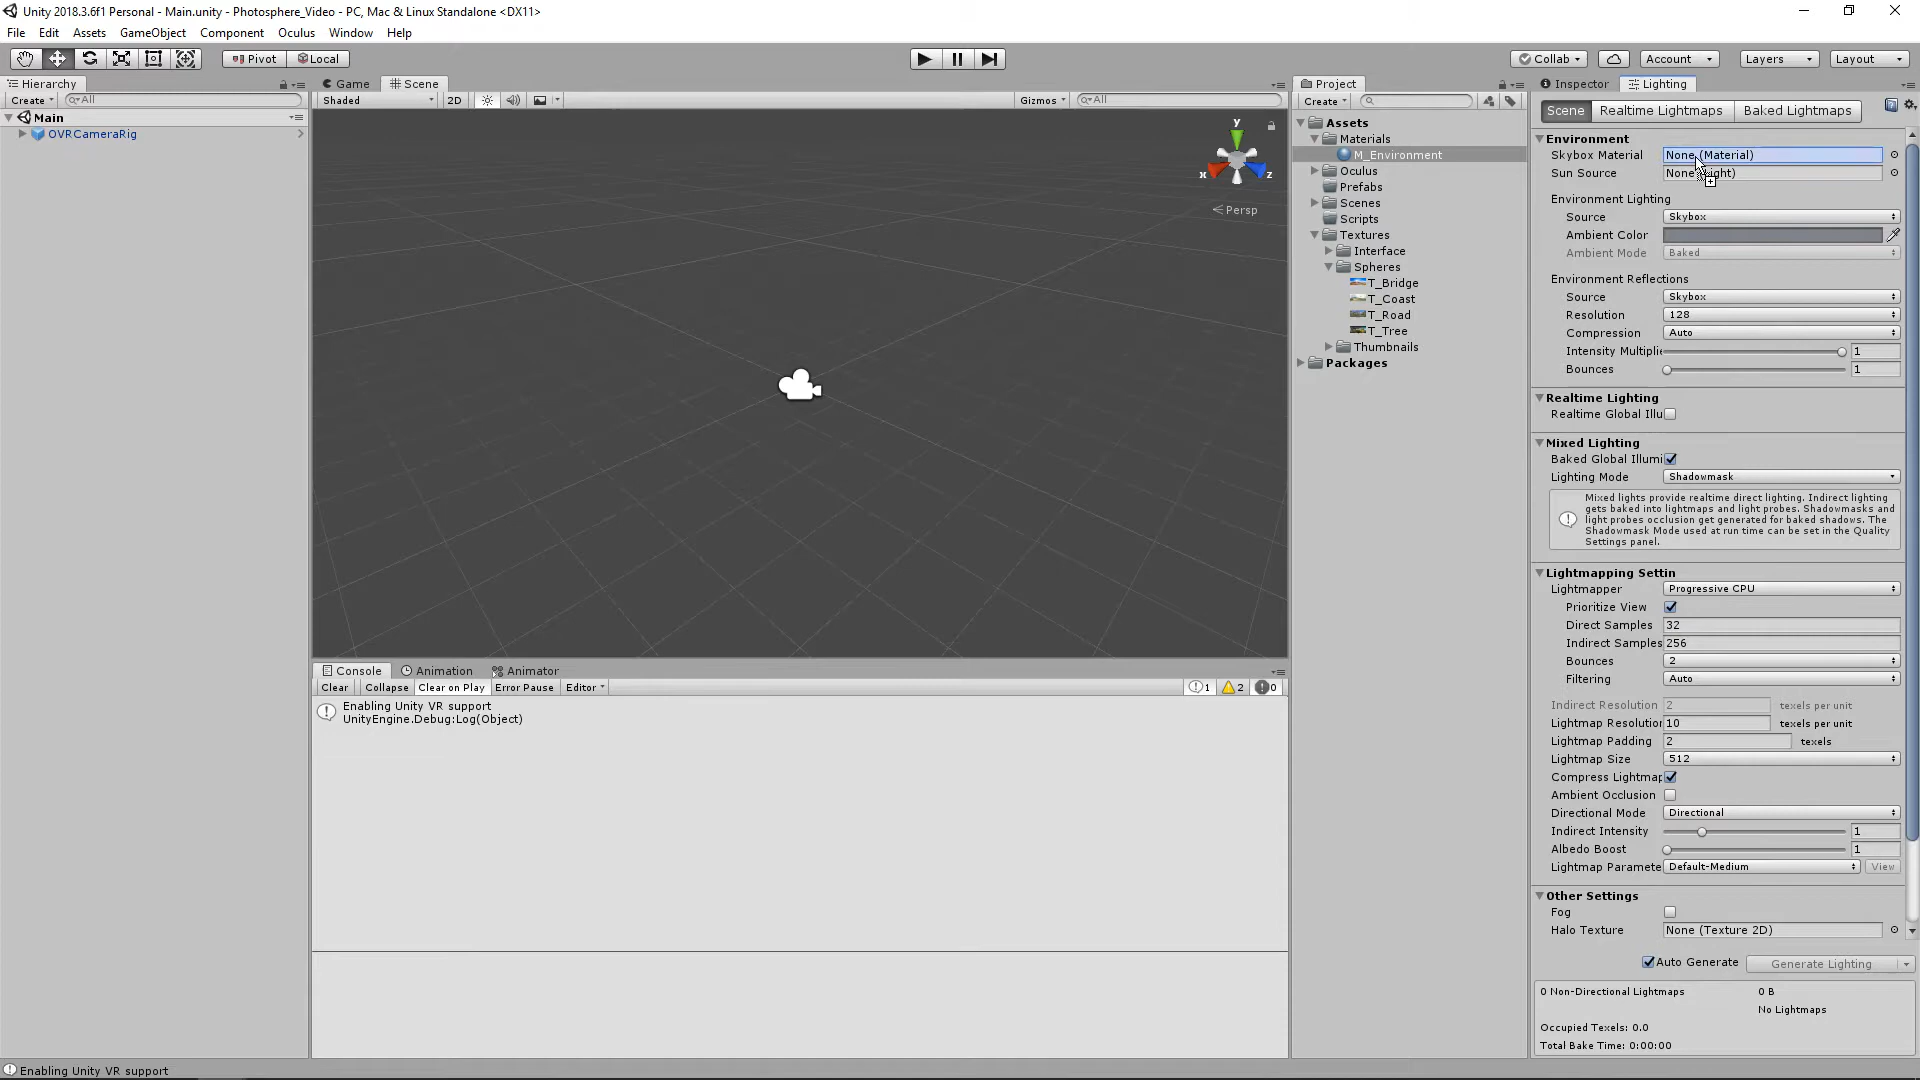 Unity 2018.3.6f1 Personal - Main.unity - Photosphere_Video - PC, Mac & Linux Standalone <DX11>
File Edit Assets GameObject Component Oculus Window Help
Pivot Local
Collab Account Layers Layout
Hierarchy
Create All
Main
OVRCameraRig
Game Scene
Shaded 2D Gizmos All
y
x z
Persp
Console Animation Animator
Clear Collapse Clear on Play Error Pause Editor 1 2 0
Enabling Unity VR support
UnityEngine.Debug:Log(Object)
Project
Create
Assets
Materials
M_Environment
Oculus
Prefabs
Scenes
Scripts
Textures
Interface
Spheres
T_Bridge
T_Coast
T_Road
T_Tree
Thumbnails
Packages
Inspector Lighting
Scene Realtime Lightmaps Baked Lightmaps
Environment
Skybox Material None (Material)
Sun Source None
Environment Lighting
Source Skybox
Ambient Color
Ambient Mode Baked
Environment Reflections
Source Skybox
Resolution 128
Compression Auto
Intensity Multipli 1
Bounces 1
Realtime Lighting
Realtime Global Illu
Mixed Lighting
Baked Global Illumi
Lighting Mode Shadowmask
Mixed lights provide realtime direct lighting. Indirect lighting
gets baked into lightmaps and light probes. Shadowmasks and
light probes occlusion get generated for baked shadows. The
Shadowmask Mode used at run time can be set in the Quality
Settings panel.
Lightmapping Settin
Lightmapper Progressive CPU
Prioritize View
Direct Samples 32
Indirect Samples 256
Bounces 2
Filtering Auto
Indirect Resolution 2 texels per unit
Lightmap Resolution 10 texels per unit
Lightmap Padding 2 texels
Lightmap Size 512
Compress Lightmap
Ambient Occlusion
Directional Mode Directional
Indirect Intensity 1
Albedo Boost 1
Lightmap Paramete Default-Medium View
Other Settings
Fog
Halo Texture None (Texture 2D)
Auto Generate Generate Lighting
0 Non-Directional Lightmaps 0 B
No Lightmaps
Occupied Texels: 0.0
Total Bake Time: 0:00:00
Enabling Unity VR support